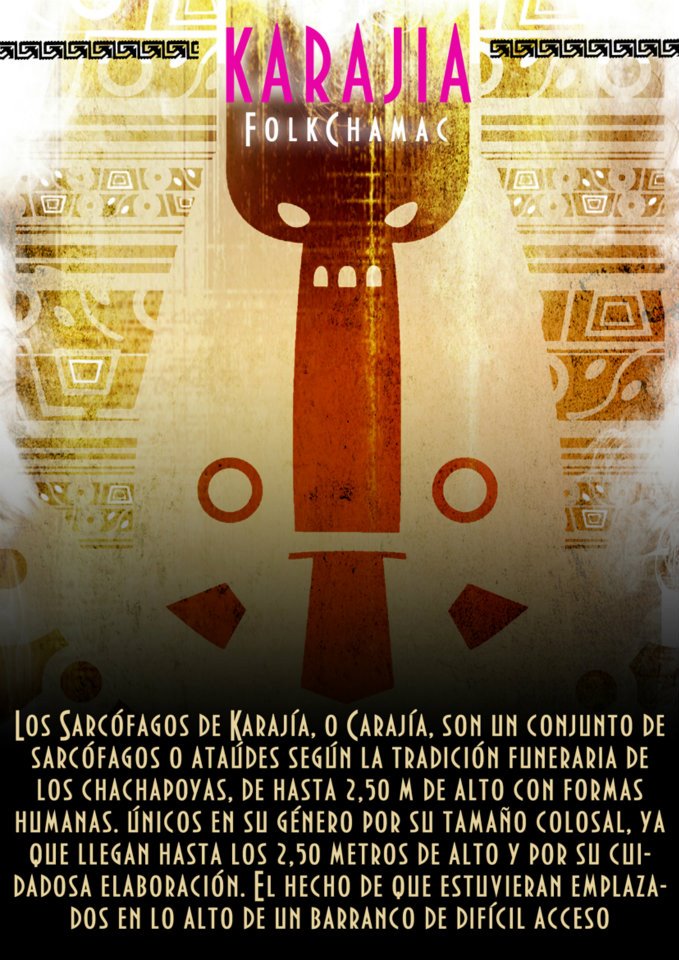 KARAJIA
FOLKCHAMAC
LOS SARCÓFAGOS DE KARAJÍA, O CARAJÍA, SON UN CONJUNTO DE
SARCÓFAGOS O ATAÚDES SEGÚN LA TRADICIÓN FUNERARIA DE
LOS CHACHAPOYAS, DE HASTA 2,50 M DE ALTO CON FORMAS
HUMANAS. ÚNICOS EN SU GÉNERO POR SU TAMAÑO COLOSAL, YA
QUE LLEGAN HASTA LOS 2,50 METROS DE ALTO Y POR SU CUI-
DADOSA ELABORACIÓN. EL HECHO DE QUE ESTUVIERAN EMPLAZA-
DOS EN LO ALTO DE UN BARRANCO DE DIFÍCIL ACCESO